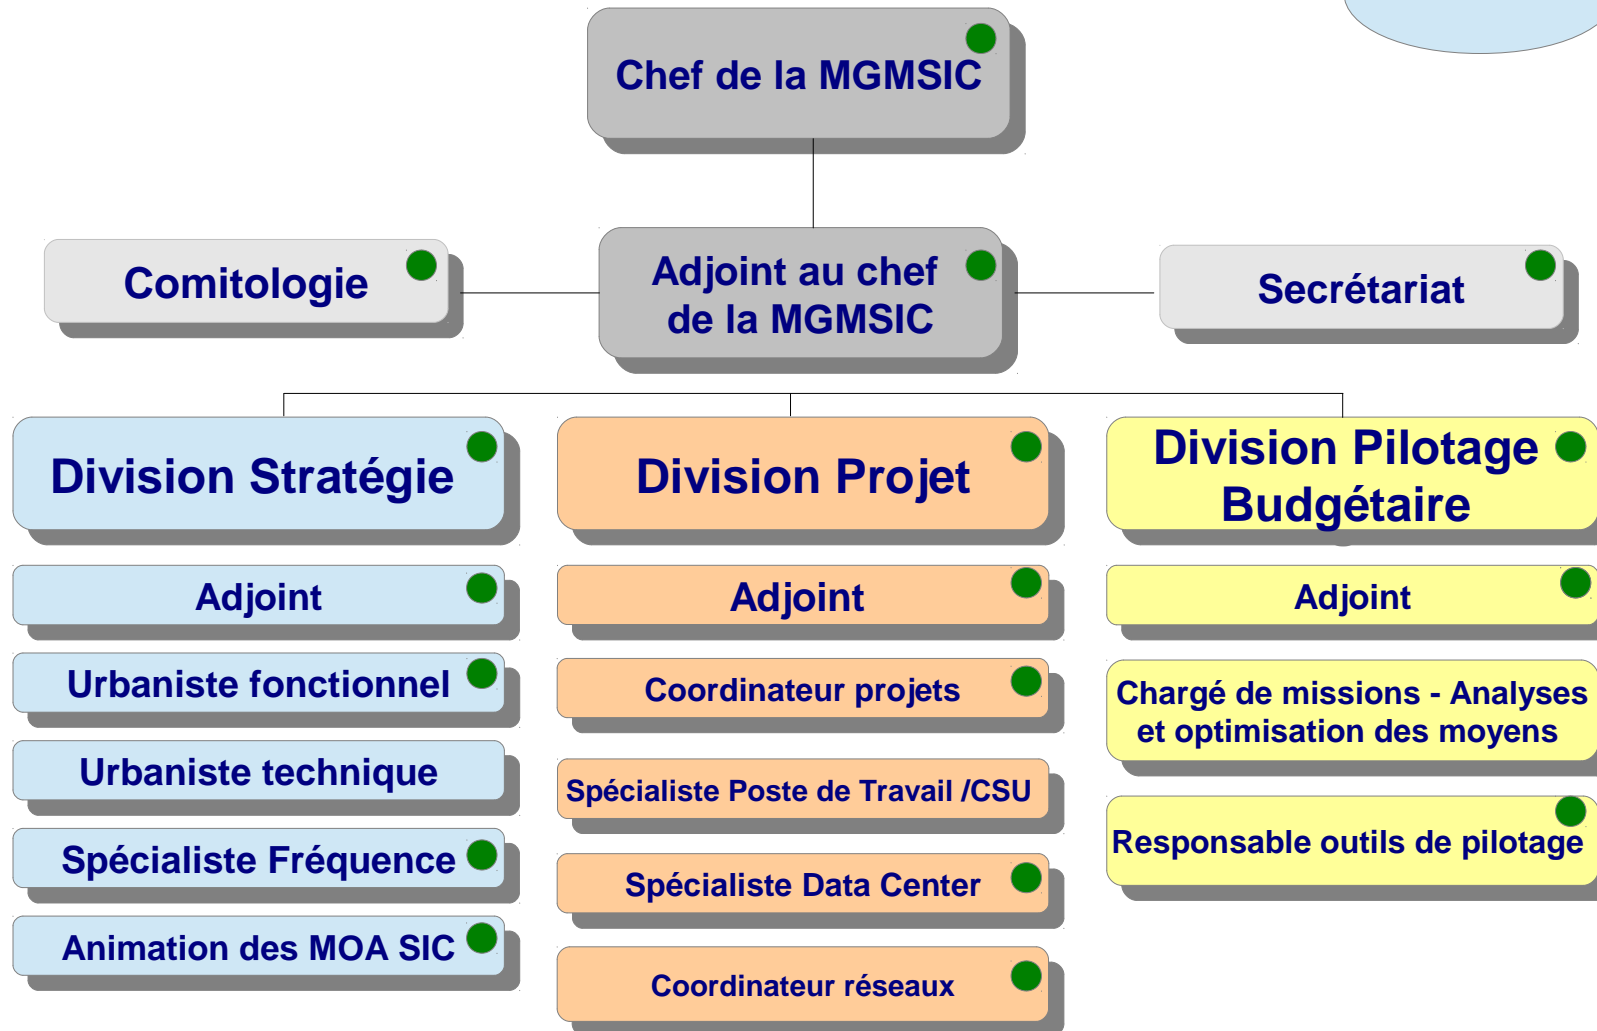 Chef de la MGMSIC
Comitologie
Adjoint au chef
de la MGMSIC
Secrétariat
Division Stratégie
Adjoint
Urbaniste fonctionnel
Urbaniste technique
Spécialiste Fréquence
Animation des MOA SIC
Division Projet
Adjoint
Coordinateur projets
Spécialiste Poste de Travail /CSU
Spécialiste Data Center
Coordinateur réseaux
Division Pilotage
Budgétaire
Adjoint
Chargé de missions - Analyses
et optimisation des moyens
Responsable outils de pilotage